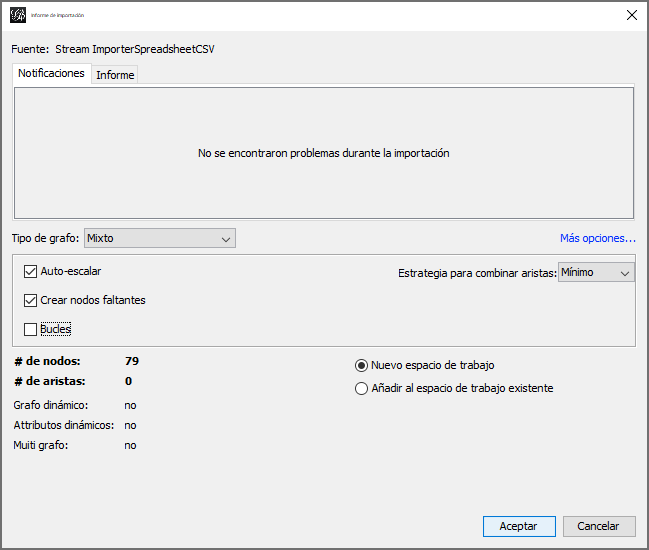 Informe de importación
Fuente: Stream ImporterSpreadsheetCSV
Notificaciones Informe
No se encontraron problemas durante la importación
Tipo de grafo: Mixto Más opciones...
Auto-escalar Estrategia para combinar aristas: Mínimo
Crear nodos faltantes
Bucles
# de nodos: 79 Nuevo espacio de trabajo
# de aristas: 0 Añadir al espacio de trabajo existente
Grafo dinámico: no
Atributos dinámicos: no
Muiti grafo: no
Aceptar Cancelar